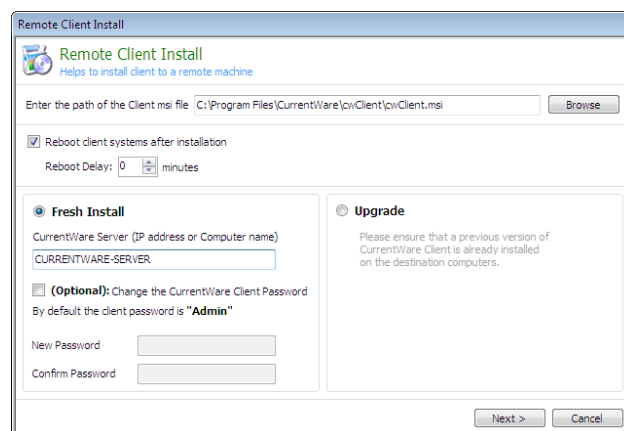 Remote Client Install
Remote Client Install
Helps to install client to a remote machine
Enter the path of the Client msi file C:\Program Files\CurrentWare\cwClient\cwClient.msi Browse
Reboot client systems after installation
Reboot Delay: 0 minutes
Fresh Install
CurrentWare Server (IP address or Computer name)
CURRENTWARE-SERVER
(Optional): Change the CurrentWare Client Password
By default the client password is "Admin"
New Password
Confirm Password
Upgrade
Please ensure that a previous version of
CurrentWare Client is already installed
on the destination computers.
Next > Cancel